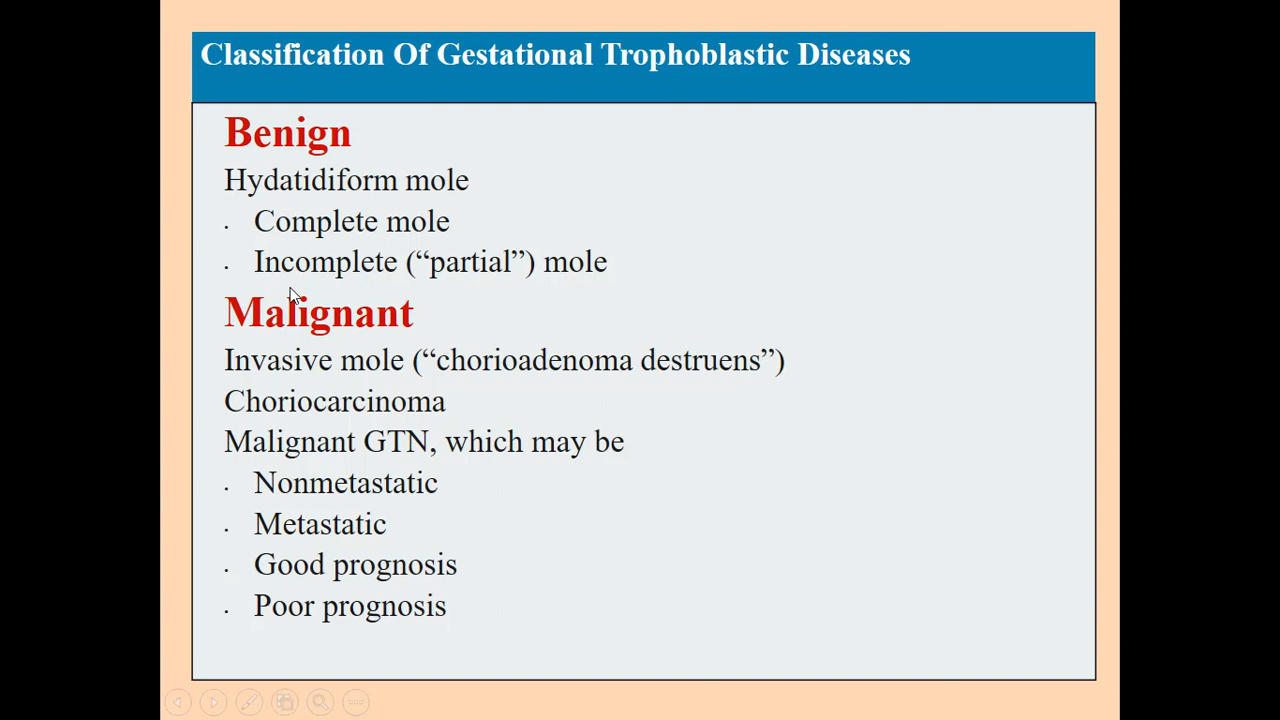 Classification Of Gestational Trophoblastic Diseases
Benign
Hydatidiform mole
. Complete mole
. Incomplete (“partial”) mole
Malignant
Invasive mole (“chorioadenoma destruens”)
Choriocarcinoma
Malignant GTN, which may be
. Nonmetastatic
. Metastatic
. Good prognosis
. Poor prognosis